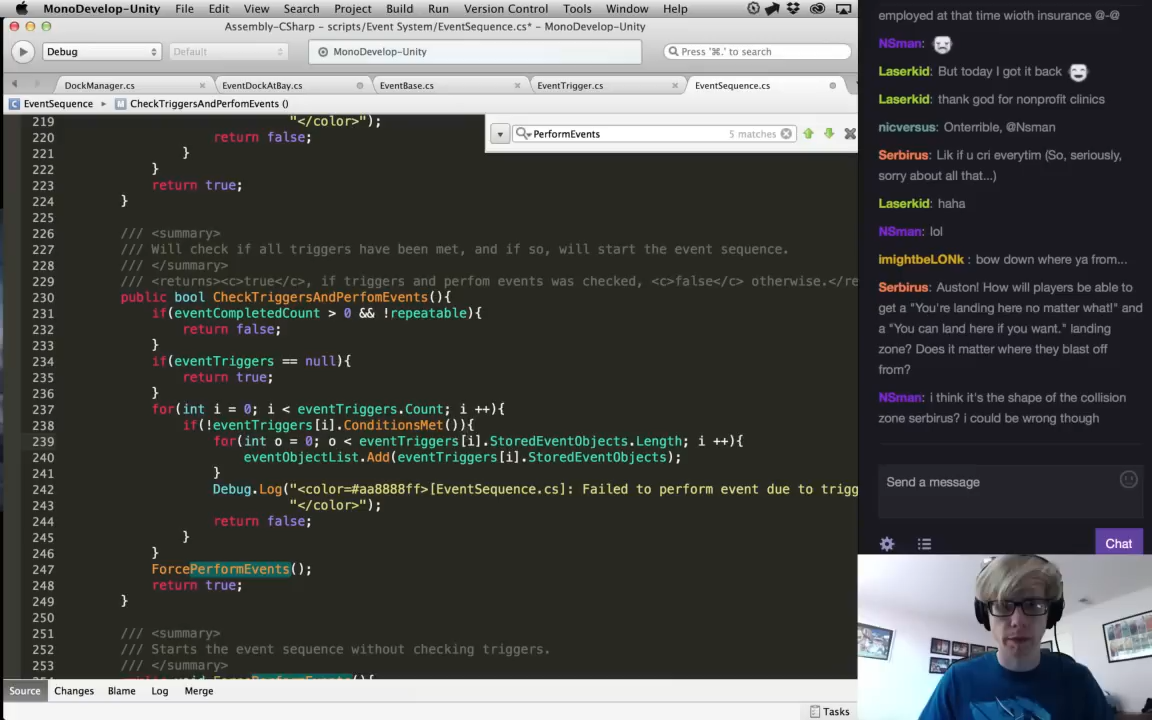 MonoDevelop-Unity File Edit View Search Project Build Run Version Control Tools Window Help
Assembly-CSharp - scripts/Event System/EventSequence.cs* - MonoDevelop-Unity
Debug Default MonoDevelop-Unity Press '⌘.' to search
DockManager.cs EventDockAtBay.cs EventBase.cs EventTrigger.cs EventSequence.cs
C EventSequence ▸ M CheckTriggersAndPerfomEvents ()
PerformEvents 5 matches
219 "</color>");
220 return false;
221 }
222 }
223 return true;
224 }
225
226 /// <summary>
227 /// Will check if all triggers have been met, and if so, will start the event sequence.
228 /// </summary>
229 /// <returns><c>true</c>, if triggers and perfom events was checked, <c>false</c> otherwise.</re
230 public bool CheckTriggersAndPerfomEvents(){
231 if(eventCompletedCount > 0 && !repeatable){
232 return false;
233 }
234 if(eventTriggers == null){
235 return true;
236 }
237 for(int i = 0; i < eventTriggers.Count; i ++){
238 if(!eventTriggers[i].ConditionsMet()){
239 for(int o = 0; o < eventTriggers[i].StoredEventObjects.Length; i ++){
240 eventObjectList.Add(eventTriggers[i].StoredEventObjects);
241 }
242 Debug.Log("<color=#aa8888ff>[EventSequence.cs]: Failed to perform event due to trigg
243 "</color>");
244 return false;
245 }
246 }
247 ForcePerformEvents();
248 return true;
249 }
250
251 /// <summary>
252 /// Starts the event sequence without checking triggers.
253 /// </summary>
Source Changes Blame Log Merge
Tasks
employed at that time wioth insurance @-@
NSman:
Laserkid: But today I got it back
Laserkid: thank god for nonprofit clinics
nicversus: Onterrible, @Nsman
Serbirus: Lik if u cri everytim (So, seriously,
sorry about all that...)
Laserkid: haha
NSman: lol
imightbeLONk : bow down where ya from...
Serbirus: Auston! How will players be able to
get a "You're landing here no matter what!" and
a "You can land here if you want." landing
zone? Does it matter where they blast off
from?
NSman: i think it's the shape of the collision
zone serbirus? i could be wrong though
Send a message
Chat